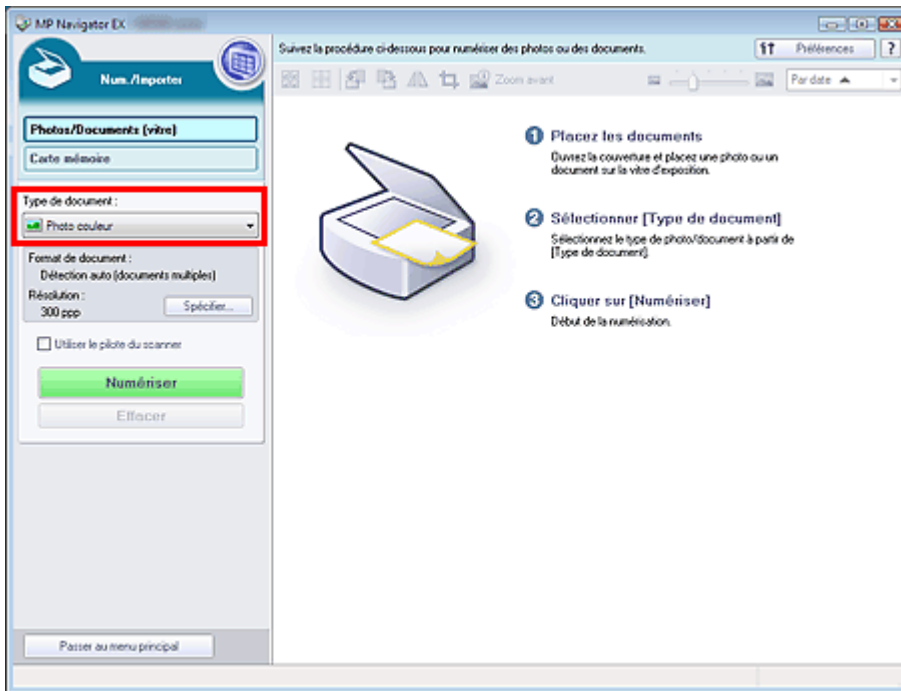 MP Navigator EX
Num./Importer
Photos/Documents (vitre)
Carte mémoire
Type de document :
Photo couleur
Format de document :
Détection auto (documents multiples)
Résolution :
300 ppp
Spécifier...
Utiliser le pilote du scanner
Numériser
Effacer
Passer au menu principal
Suivez la procédure ci-dessous pour numériser des photos ou des documents.
Préférences
?
Zoom avant
Par date
1 Placez les documents
Ouvrez la couverture et placez une photo ou un
document sur la vitre d'exposition.
2 Sélectionner [Type de document]
Sélectionnez le type de photo/document à partir de
[Type de document].
3 Cliquer sur [Numériser]
Début de la numérisation.